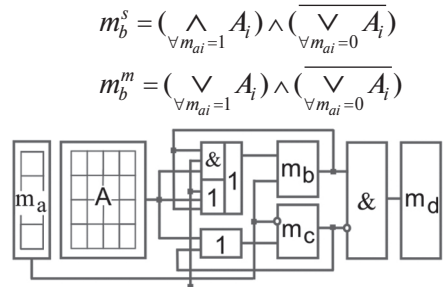 m_b^s = ( ∧_{∀m_{ai}=1} A_i ) ∧ ( \overline{∨_{∀m_{ai}=0} A_i} )
m_b^m = ( ∨_{∀m_{ai}=1} A_i ) ∧ ( \overline{∨_{∀m_{ai}=0} A_i} )
m_a A & 1 1 m_b & m_d
1 m_c